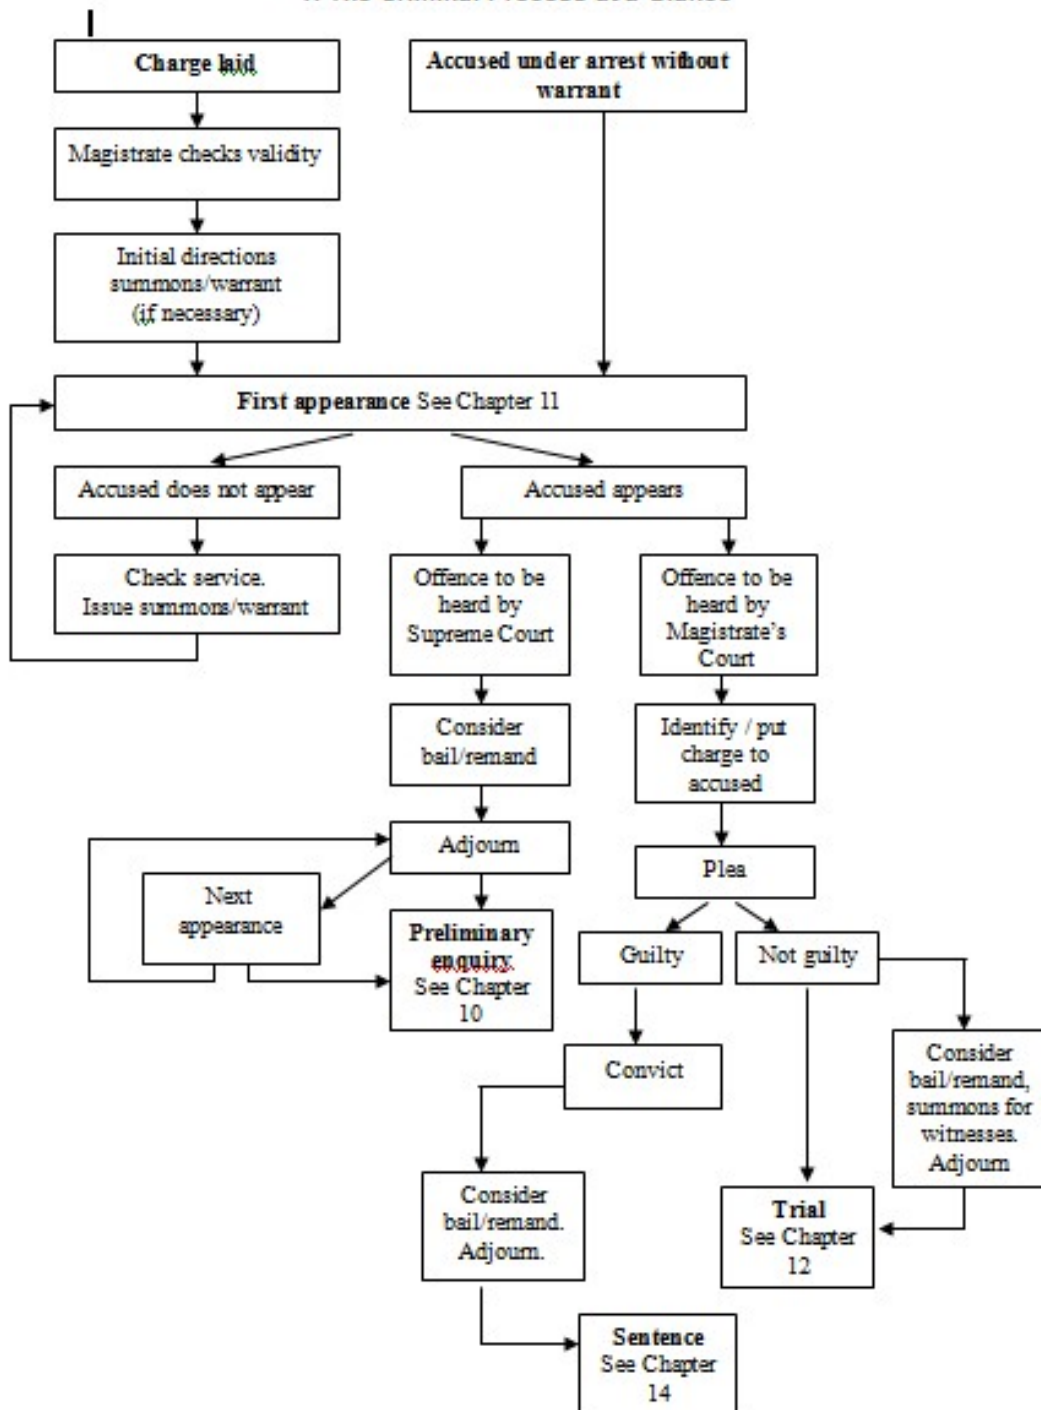 Charge laid
Accused under arrest without
warrant
Magistrate checks validity
Initial directions
summons/warrant
(if necessary)
First appearance See Chapter 11
Accused does not appear
Accused appears
Check service.
Issue summons/warrant
Offence to be
heard by
Supreme Court
Offence to be
heard by
Magistrate’s
Court
Consider
bail/remand
Identify / put
charge to
accused
Adjourn
Plea
Next
appearance
Preliminary
enquiry
See Chapter
10
Guilty
Not guilty
Convict
Consider
bail/remand,
summons for
witnesses.
Adjourn
Consider
bail/remand.
Adjourn.
Trial
See Chapter
12
Sentence
See Chapter
14